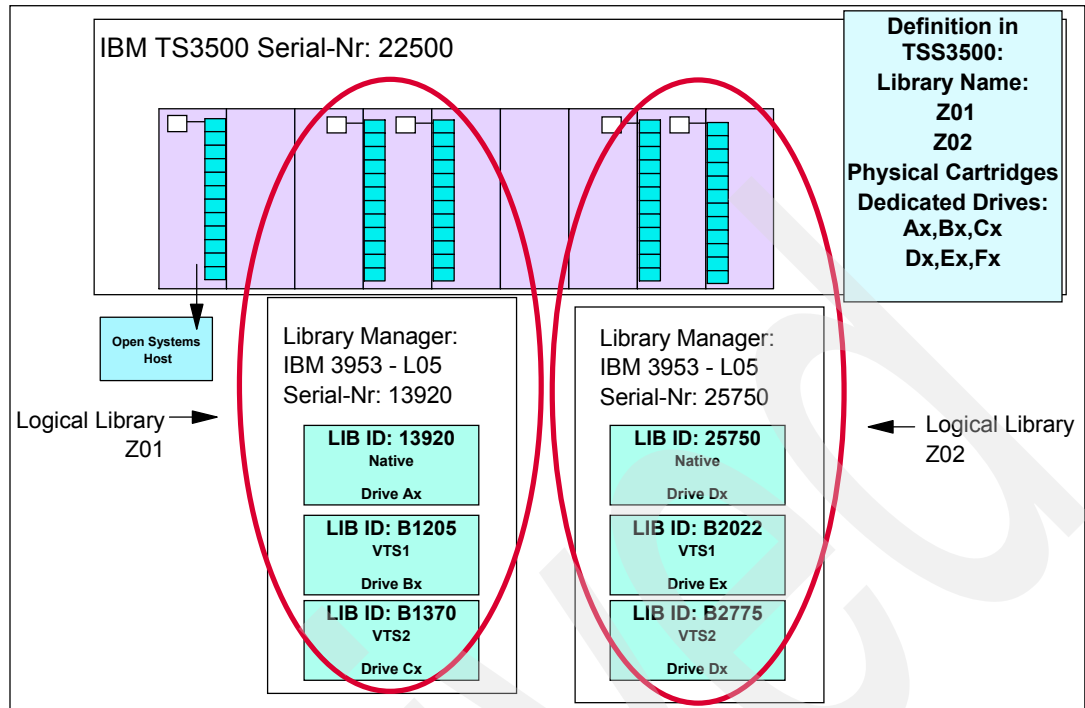 IBM TS3500 Serial-Nr: 22500
Definition in
TSS3500:
Library Name:
Z01
Z02
Physical Cartridges
Dedicated Drives:
Ax,Bx,Cx
Dx,Ex,Fx
Open Systems
Host
Logical Library
Z01
Library Manager:
IBM 3953 - L05
Serial-Nr: 13920
LIB ID: 13920
Native
Drive Ax
LIB ID: B1205
VTS1
Drive Bx
LIB ID: B1370
VTS2
Drive Cx
Library Manager:
IBM 3953 - L05
Serial-Nr: 25750
LIB ID: 25750
Native
Drive Dx
LIB ID: B2022
VTS1
Drive Ex
LIB ID: B2775
VTS2
Drive Dx
Logical Library
Z02